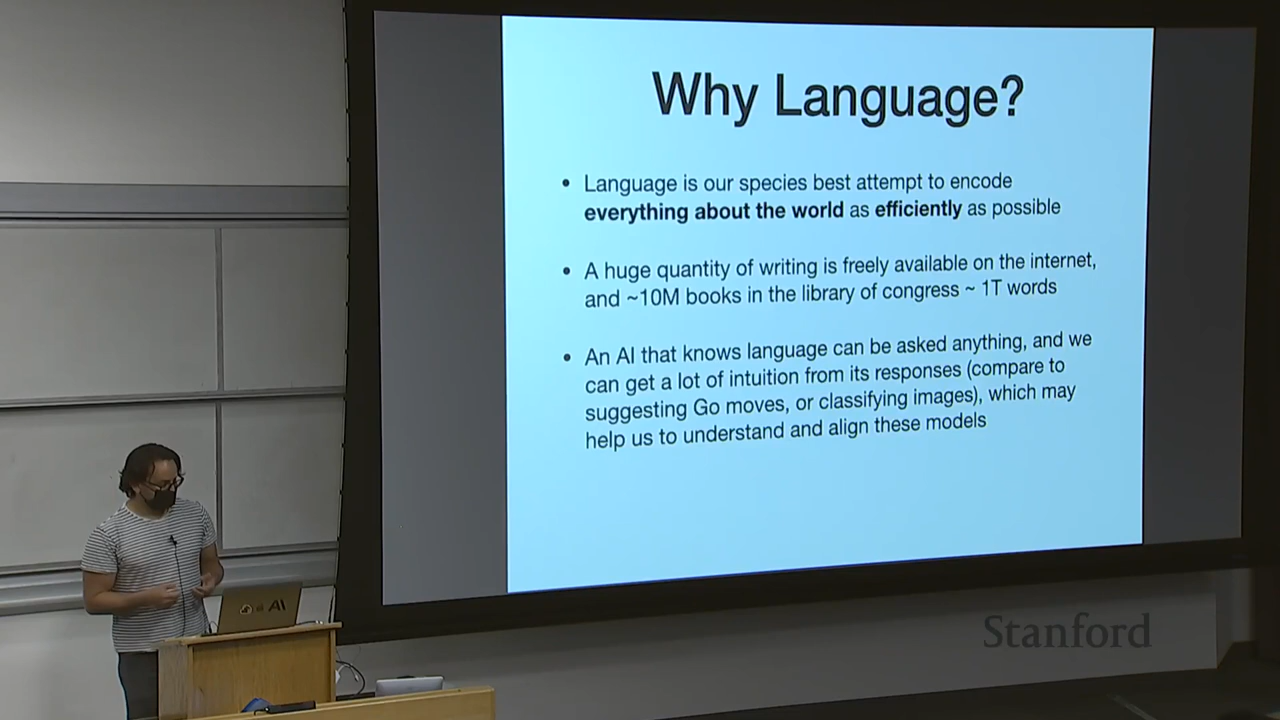 Why Language?
• Language is our species best attempt to encode
everything about the world as efficiently as possible
• A huge quantity of writing is freely available on the internet,
and ~10M books in the library of congress ~ 1T words
• An AI that knows language can be asked anything, and we
can get a lot of intuition from its responses (compare to
suggesting Go moves, or classifying images), which may
help us to understand and align these models
AI
Stanford